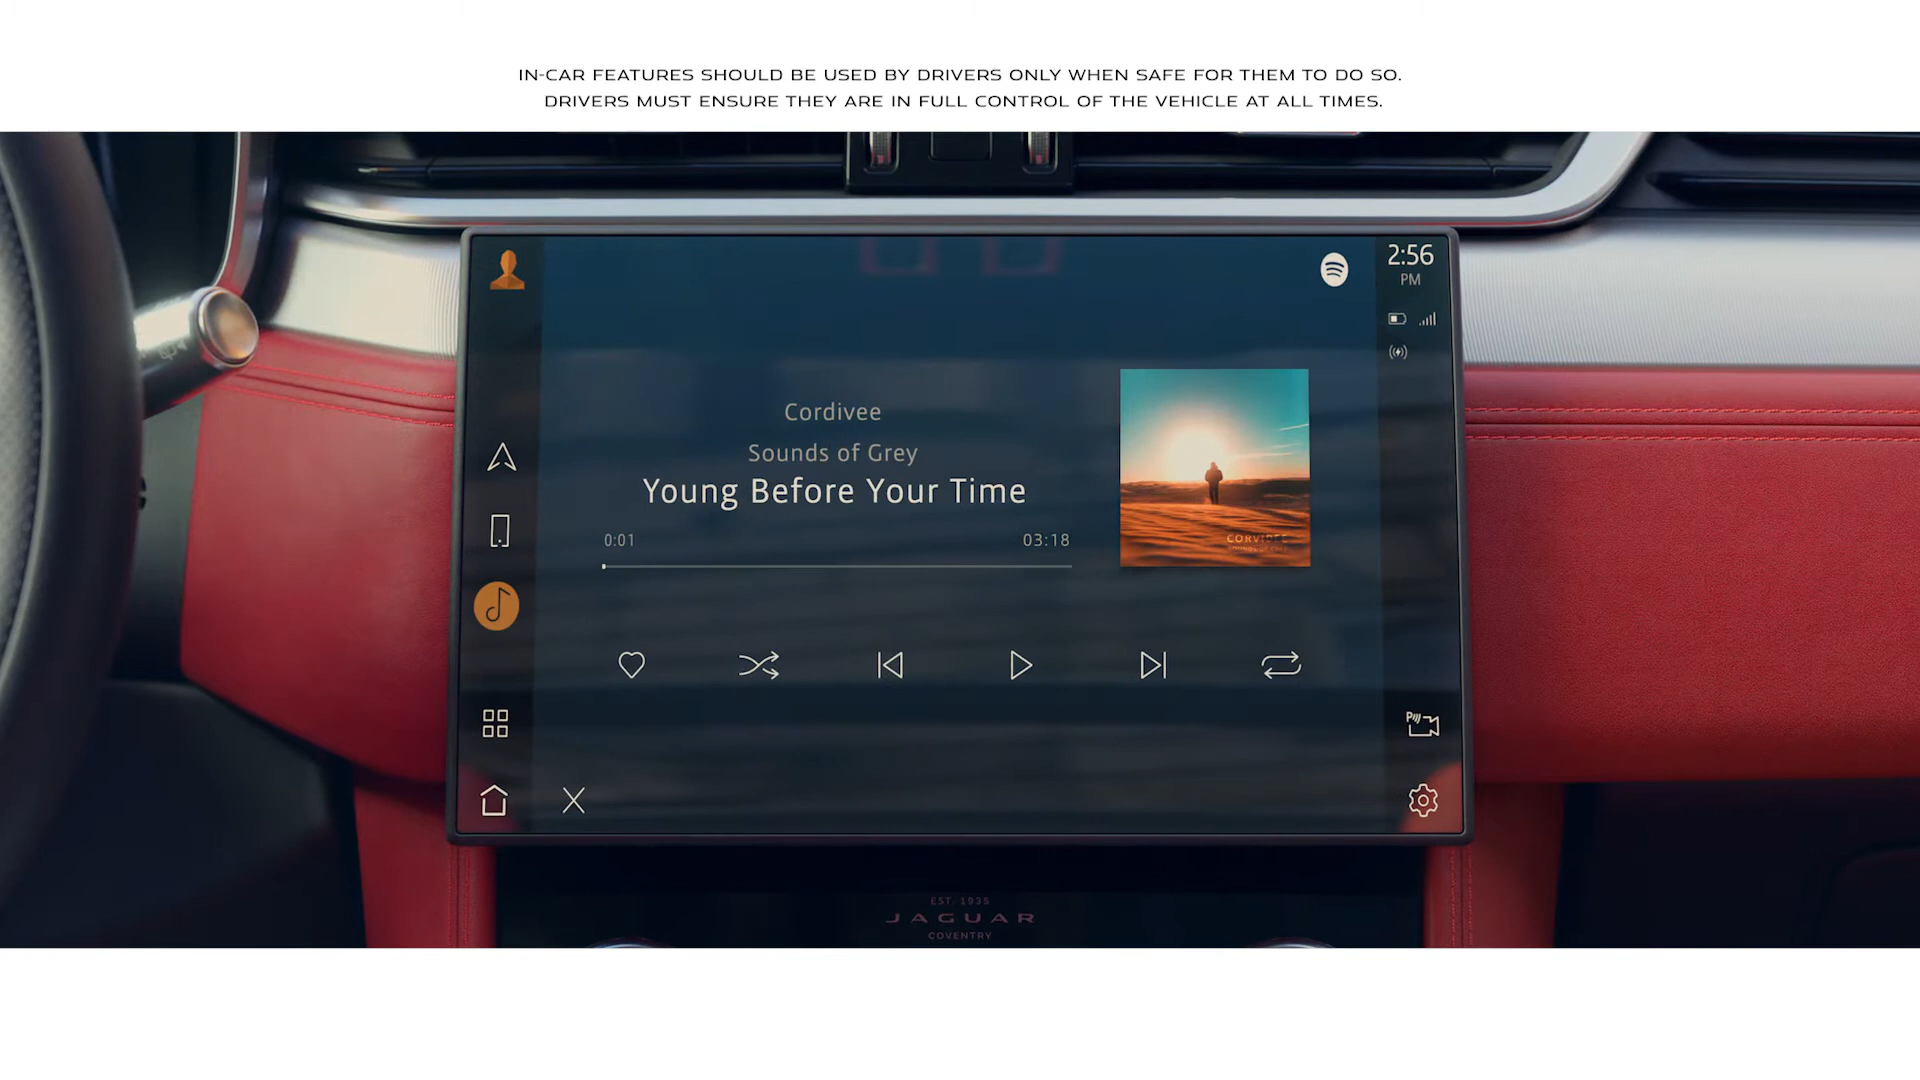 IN-CAR FEATURES SHOULD BE USED BY DRIVERS ONLY WHEN SAFE FOR THEM TO DO SO.
DRIVERS MUST ENSURE THEY ARE IN FULL CONTROL OF THE VEHICLE AT ALL TIMES.
2:56
PM
Cordivee
Sounds of Grey
Young Before Your Time
0:01
03:18
CORVIDEE
P
EST. 1935
JAGUAR
COVENTRY